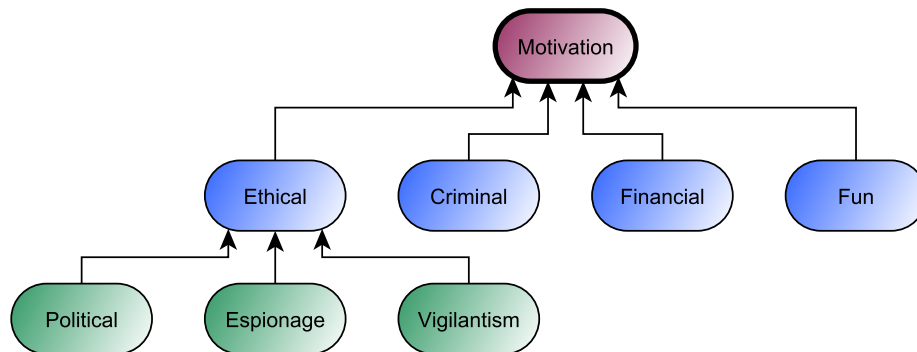 Motivation
Ethical
Criminal
Financial
Fun
Political
Espionage
Vigilantism